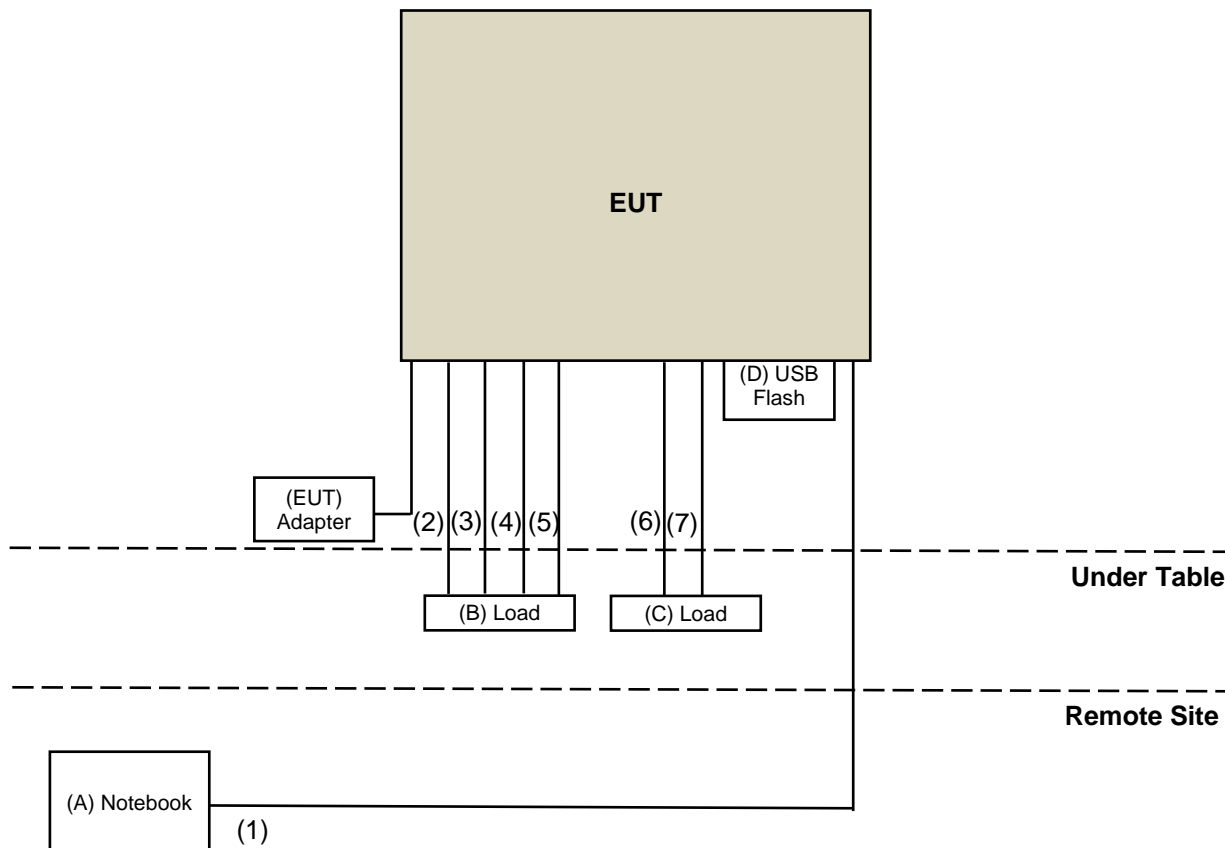 EUT
(D) USB
Flash
(EUT)
Adapter
(2) (3) (4) (5) (6) (7)
Under Table
(B) Load (C) Load
Remote Site
(A) Notebook
(1)